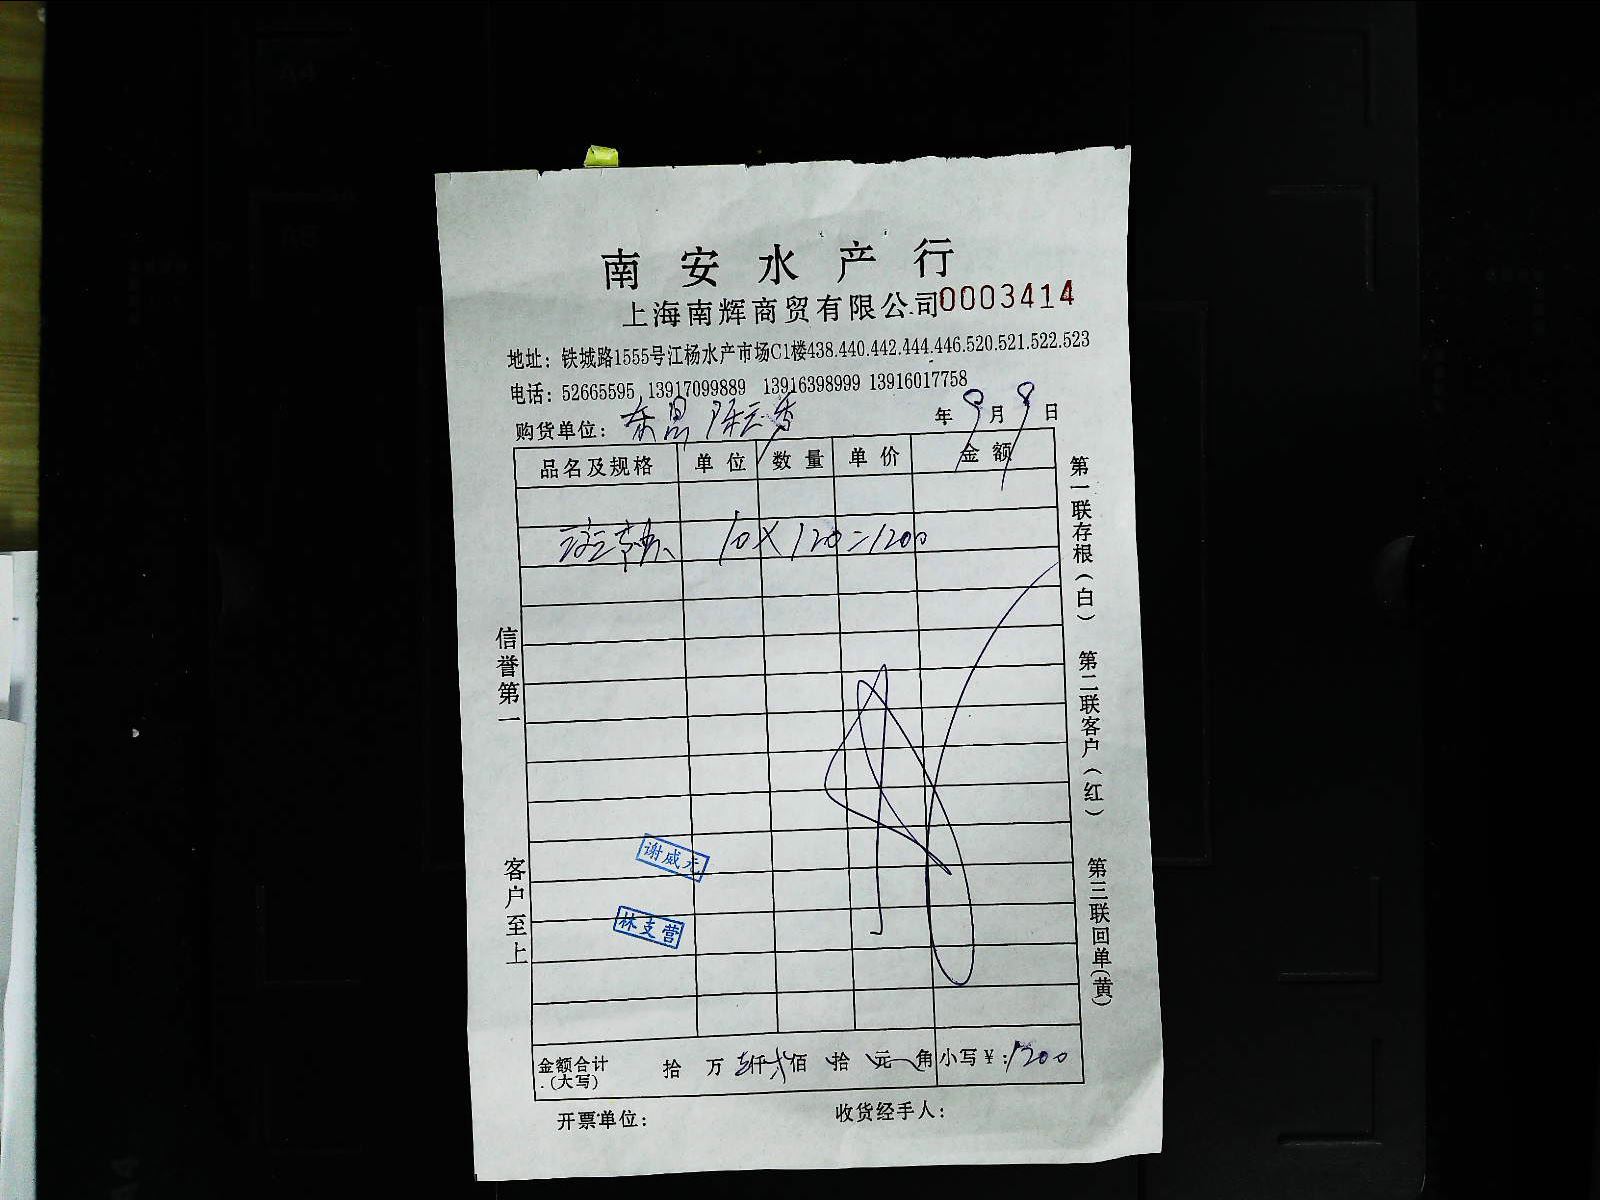 南安水产行
上海南辉商贸有限公司0003414
地址：铁城路1555号江杨水产市场C1楼438.440.442.444.446.520.521.522.523
电话：52665595 13917099889 13916398999 13916017758
购货单位： 年9月8日
品名及规格 单位 数量 单价 金额
10×120=1200
信誉第一
客户至上
第一联存根（白）
第二联客户（红）
第三联回单（黄）
谢威元
林支营
金额合计（大写） 拾 万 仟 佰 拾 元 角 小写￥：1200
开票单位： 收货经手人：